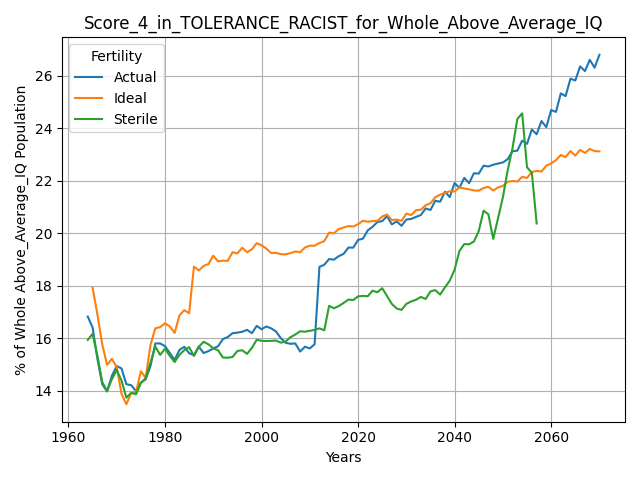 Score_4_in_TOLERANCE_RACIST_for_Whole_Above_Average_IQ
Fertility
Actual
Ideal
Sterile
% of Whole Above_Average_IQ Population
26
24
22
20
18
16
14
1960
1980
2000
2020
2040
2060
Years